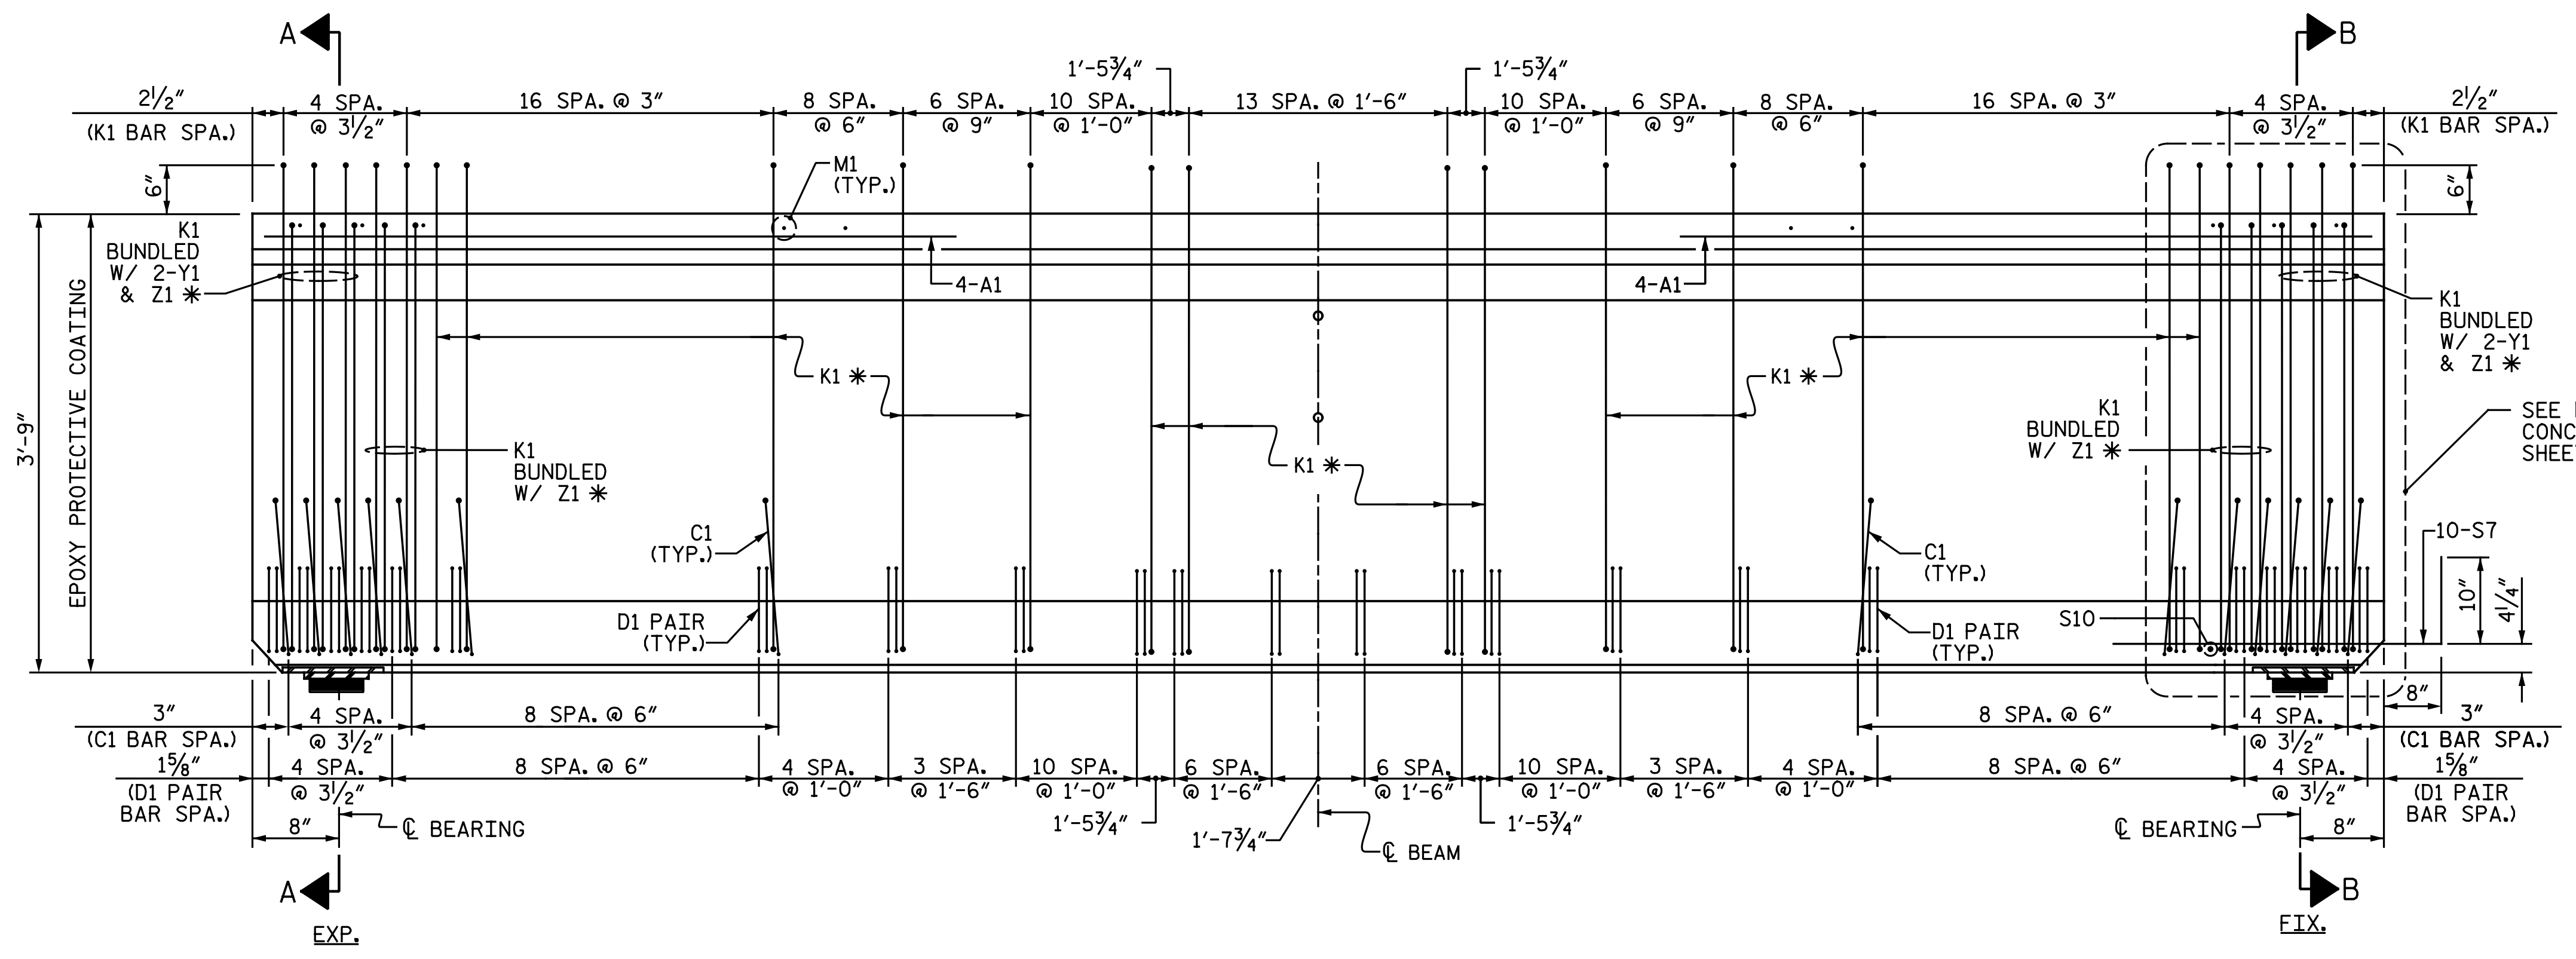 A
B
1'-5¾"
1'-5¾"
2½"
(K1 BAR SPA.)
4 SPA.
@ 3½"
16 SPA. @ 3"
8 SPA.
@ 6"
6 SPA.
@ 9"
10 SPA.
@ 1'-0"
13 SPA. @ 1'-6"
10 SPA.
@ 1'-0"
6 SPA.
@ 9"
8 SPA.
@ 6"
16 SPA. @ 3"
4 SPA.
@ 3½"
2½"
(K1 BAR SPA.)
6"
M1
(TYP.)
6"
K1
BUNDLED
W/ 2-Y1
& Z1 *
4-A1
4-A1
K1
BUNDLED
W/ 2-Y1
& Z1 *
3'-9"
EPOXY PROTECTIVE COATING
K1 *
K1 *
K1 *
K1
BUNDLED
W/ Z1 *
K1
BUNDLED
W/ Z1 *
SEE
CONC
SHEE
C1
(TYP.)
C1
(TYP.)
10-S7
10"
4¼"
D1 PAIR
(TYP.)
D1 PAIR
(TYP.)
S10
8"
3"
(C1 BAR SPA.)
4 SPA.
@ 3½"
8 SPA. @ 6"
8 SPA. @ 6"
4 SPA.
@ 3½"
3"
(C1 BAR SPA.)
1⅝"
(D1 PAIR
BAR SPA.)
4 SPA.
@ 3½"
8 SPA. @ 6"
4 SPA.
@ 1'-0"
3 SPA.
@ 1'-6"
10 SPA.
@ 1'-0"
6 SPA.
@ 1'-6"
6 SPA.
@ 1'-6"
10 SPA.
@ 1'-0"
3 SPA.
@ 1'-6"
4 SPA.
@ 1'-0"
8 SPA. @ 6"
4 SPA.
@ 3½"
1⅝"
(D1 PAIR
BAR SPA.)
8"
℄ BEARING
1'-5¾"
1'-7¾"
1'-5¾"
℄ BEAM
℄ BEARING
8"
A
B
EXP.
FIX.